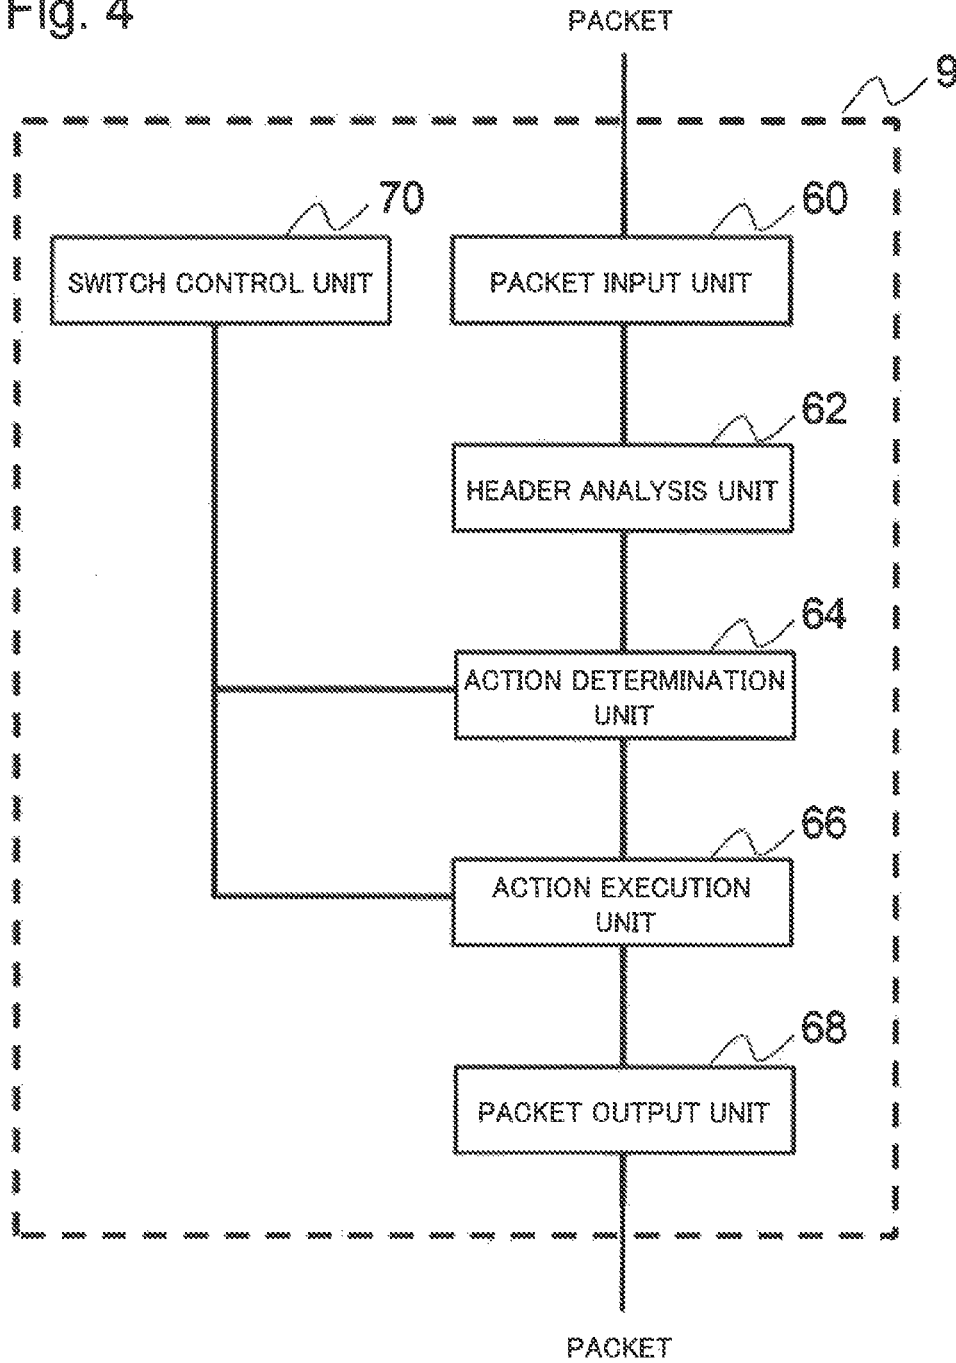 Fig. 4
PACKET
9
70
60
SWITCH CONTROL UNIT
PACKET INPUT UNIT
62
HEADER ANALYSIS UNIT
64
ACTION DETERMINATION
UNIT
66
ACTION EXECUTION
UNIT
68
PACKET OUTPUT UNIT
PACKET